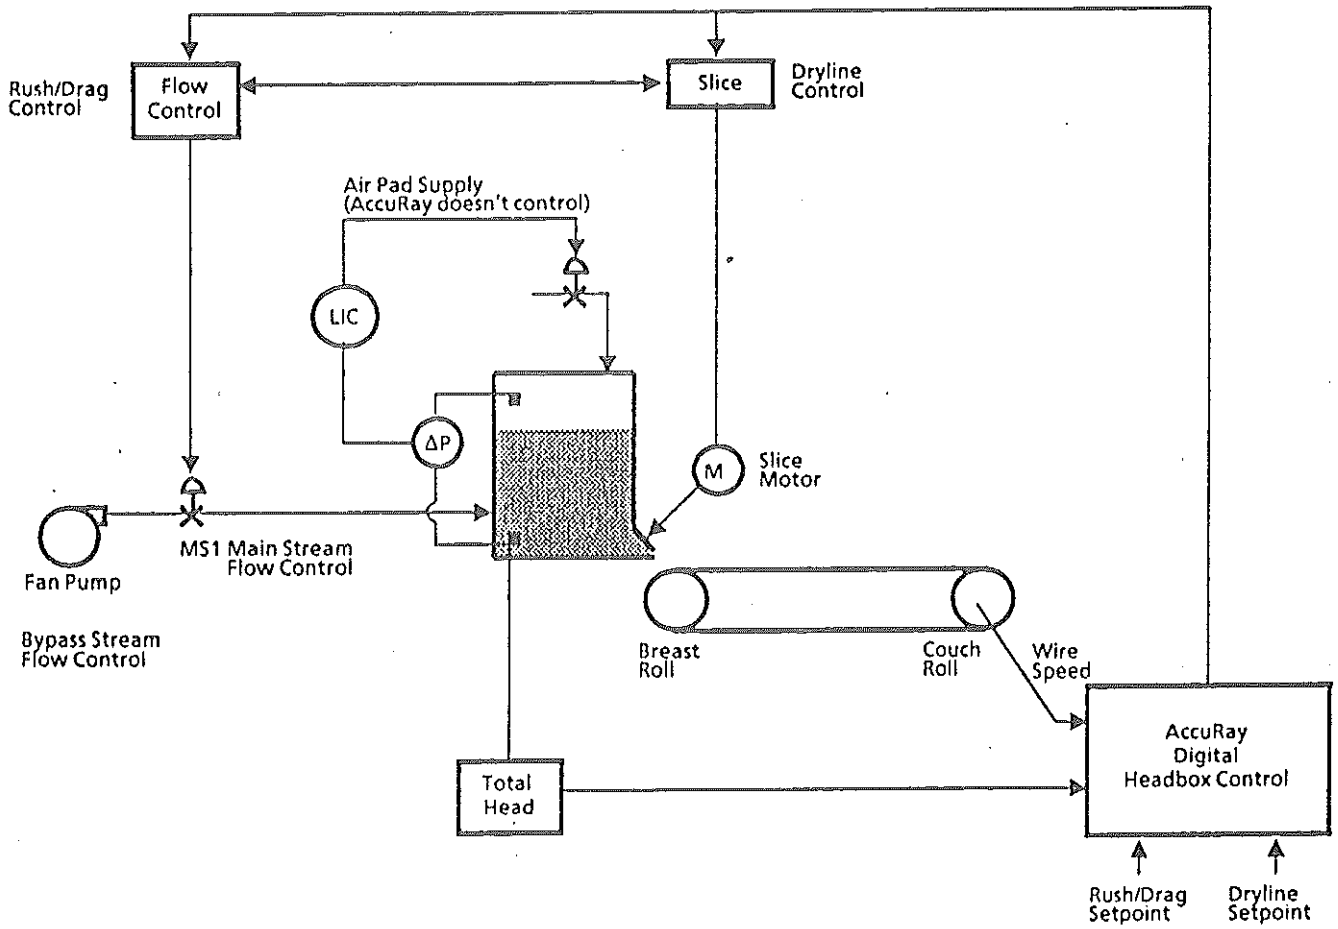 Rush/Drag
Control
Flow
Control
Slice
Dryline
Control
Air Pad Supply
(AccuRay doesn't control)
LIC
ΔP
M
Slice
Motor
MS1 Main Stream
Flow Control
Fan Pump
Bypass Stream
Flow Control
Breast
Roll
Couch
Roll
Wire
Speed
AccuRay
Digital
Headbox Control
Total
Head
Rush/Drag
Setpoint
Dryline
Setpoint